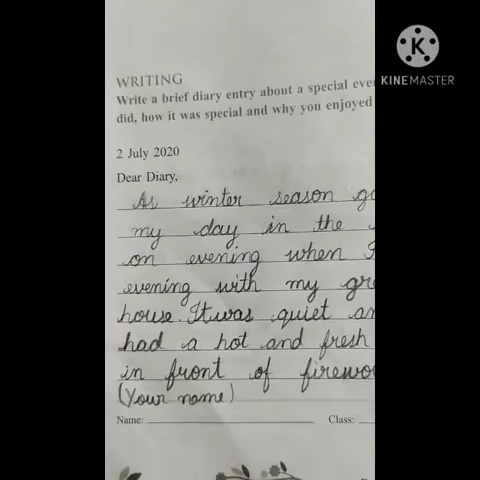 KINEMASTER
WRITING
Write a brief diary entry about a special
did, how it was special and why you enjoyed
2 July 2020
Dear Diary,
As winter season
my day in the
on evening when
evening with my
house. It was quiet
had a hot and fresh
in front of
(Your name)
Name:
Class: